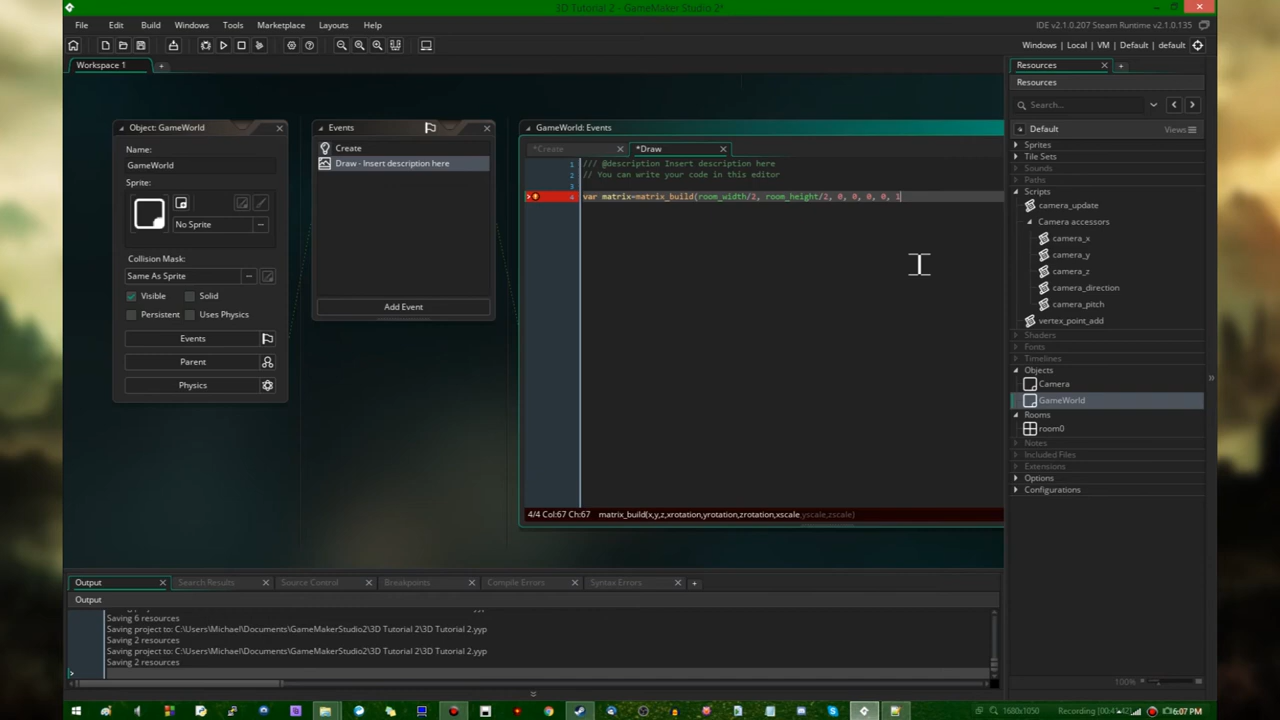 3D Tutorial 2 - GameMaker Studio 2*
File Edit Build Windows Tools Marketplace Layouts Help
IDE v2.1.0.207 Steam Runtime v2.1.0.135
Windows | Local | VM | Default | default
Workspace 1
Resources
Resources
Search...
Default
Views
Sprites
Tile Sets
Sounds
Paths
Scripts
camera_update
Camera accessors
camera_x
camera_y
camera_z
camera_direction
camera_pitch
vertex_point_add
Shaders
Fonts
Timelines
Objects
Camera
GameWorld
Rooms
room0
Notes
Included Files
Extensions
Options
Configurations
100%
Object: GameWorld
Name:
GameWorld
Sprite:
No Sprite
Collision Mask:
Same As Sprite
Visible
Solid
Persistent
Uses Physics
Events
Parent
Physics
Events
Create
Draw - Insert description here
Add Event
GameWorld: Events
*Create
*Draw
1 /// @description Insert description here
2 // You can write your code in this editor
3
4 var matrix=matrix_build(room_width/2, room_height/2, 0, 0, 0, 0, 1
4/4 Col:67 Ch:67 matrix_build(x,y,z,xrotation,yrotation,zrotation,xscale,yscale,zscale)
Output
Search Results
Source Control
Breakpoints
Compile Errors
Syntax Errors
Output
Saving 6 resources
Saving project to: C:\Users\Michael\Documents\GameMakerStudio2\3D Tutorial 2\3D Tutorial 2.yyp
Saving 2 resources
Saving project to: C:\Users\Michael\Documents\GameMakerStudio2\3D Tutorial 2\3D Tutorial 2.yyp
Saving 2 resources
1680x1050
6:07 PM